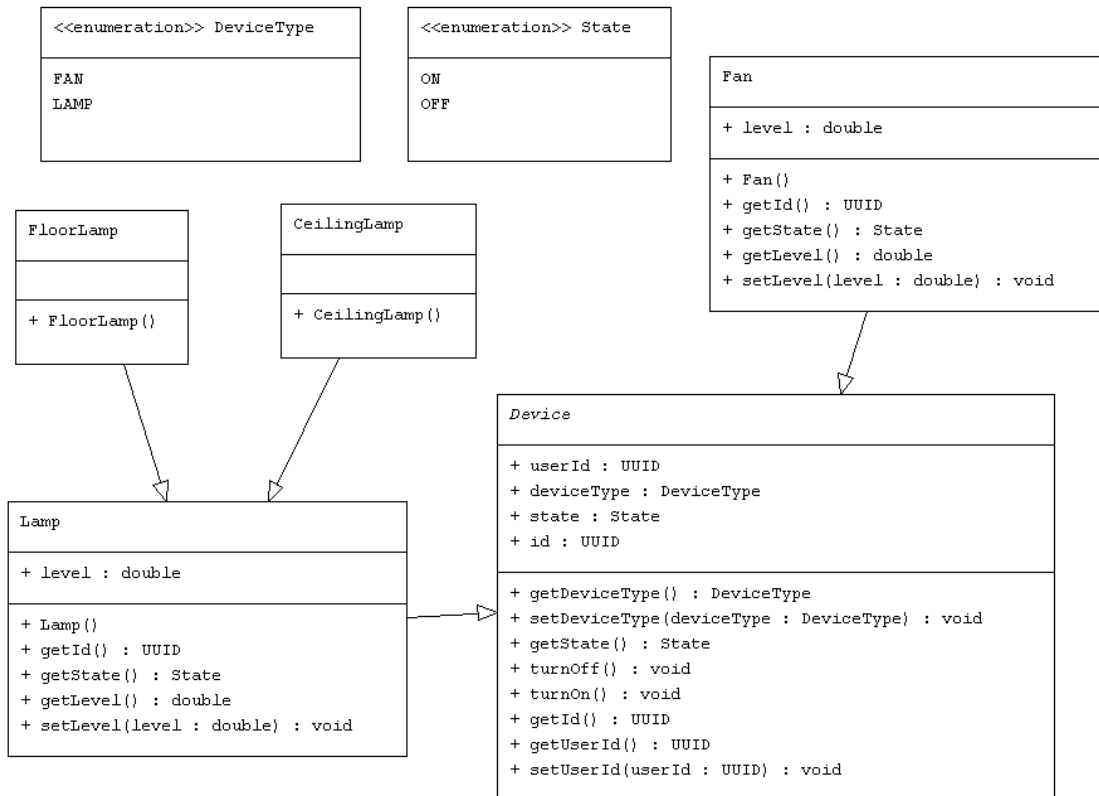 <<enumeration>> DeviceType
FAN
LAMP
<<enumeration>> State
ON
OFF
Fan
+ level : double
+ Fan()
+ getId() : UUID
+ getState() : State
+ getLevel() : double
+ setLevel(level : double) : void
FloorLamp
+ FloorLamp()
CeilingLamp
+ CeilingLamp()
Device
+ userId : UUID
+ deviceType : DeviceType
+ state : State
+ id : UUID
+ getDeviceType() : DeviceType
+ setDeviceType(deviceType : DeviceType) : void
+ getState() : State
+ turnOff() : void
+ turnOn() : void
+ getId() : UUID
+ getUserId() : UUID
+ setUserId(userId : UUID) : void
Lamp
+ level : double
+ Lamp()
+ getId() : UUID
+ getState() : State
+ getLevel() : double
+ setLevel(level : double) : void